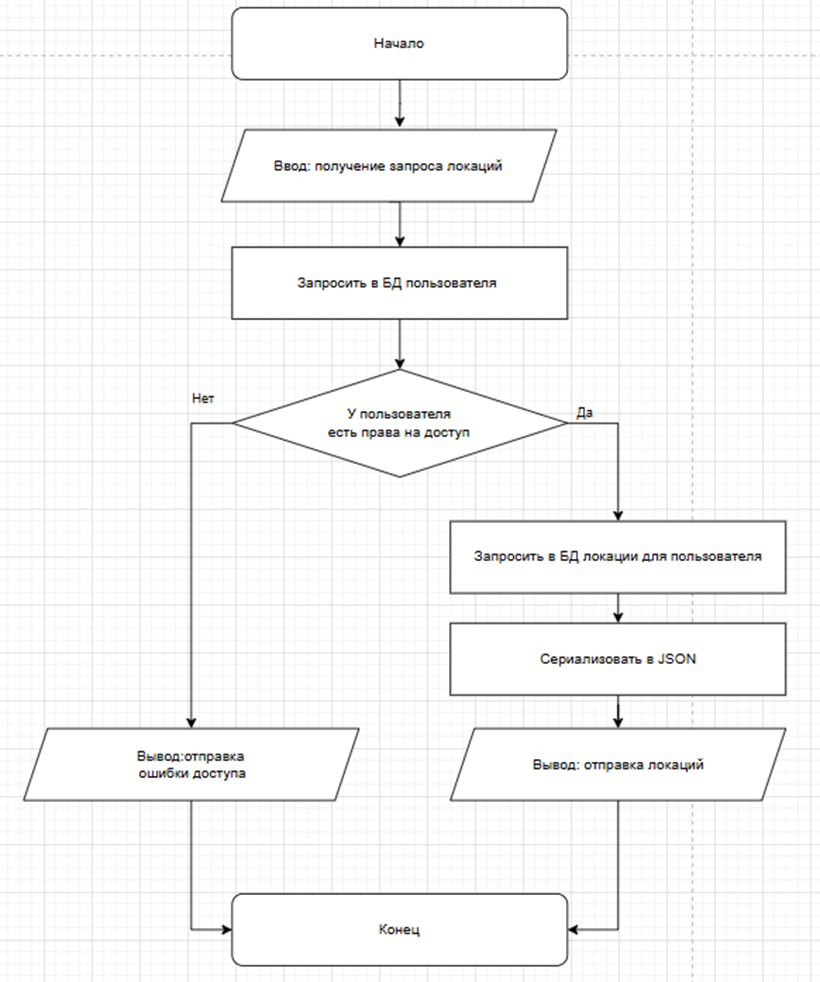 Начало
Ввод: получение запроса локаций
Запросить в БД пользователя
Нет
Да
У пользователя
есть права на доступ
Запросить в БД локации для пользователя
Сериализовать в JSON
Вывод:отправка
ошибки доступа
Вывод: отправка локаций
Конец